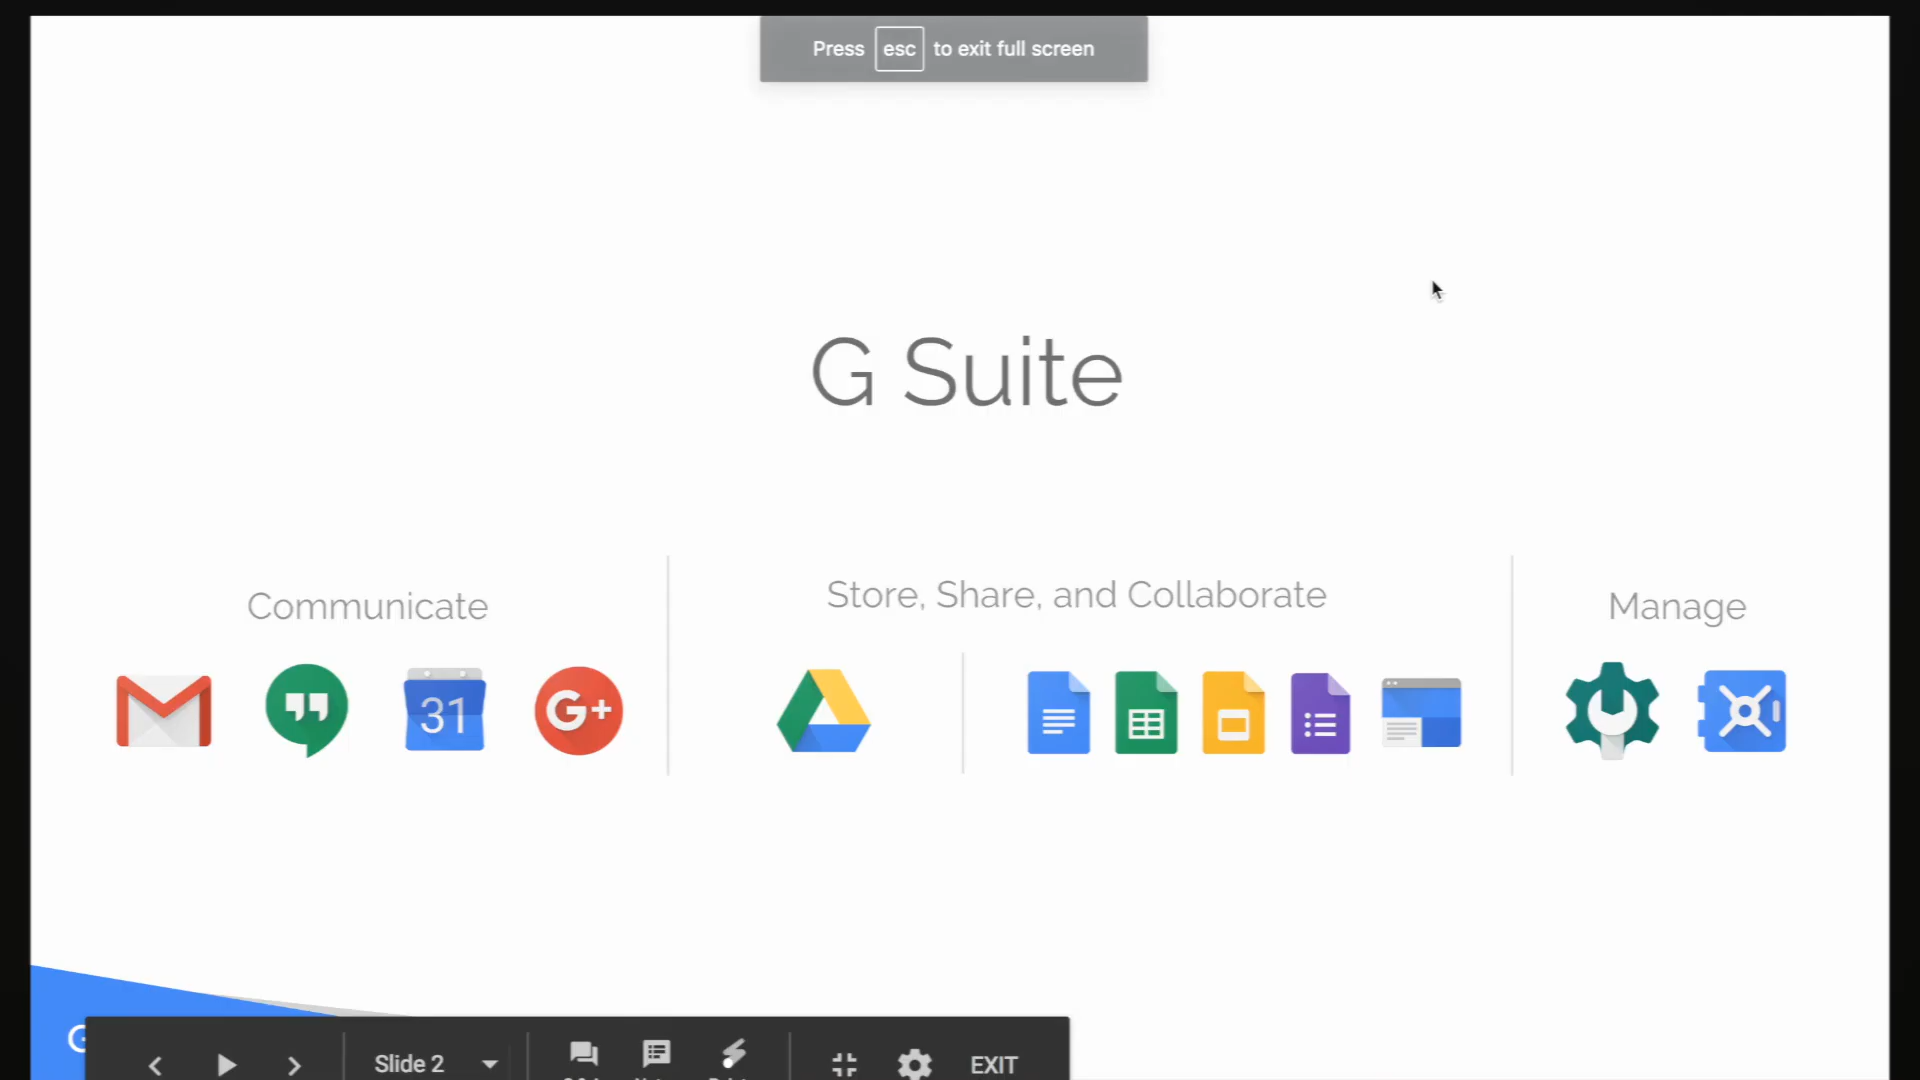 Press esc to exit full screen
G Suite
Communicate
Store, Share, and Collaborate
Manage
31
G+
G
Slide 2
EXIT